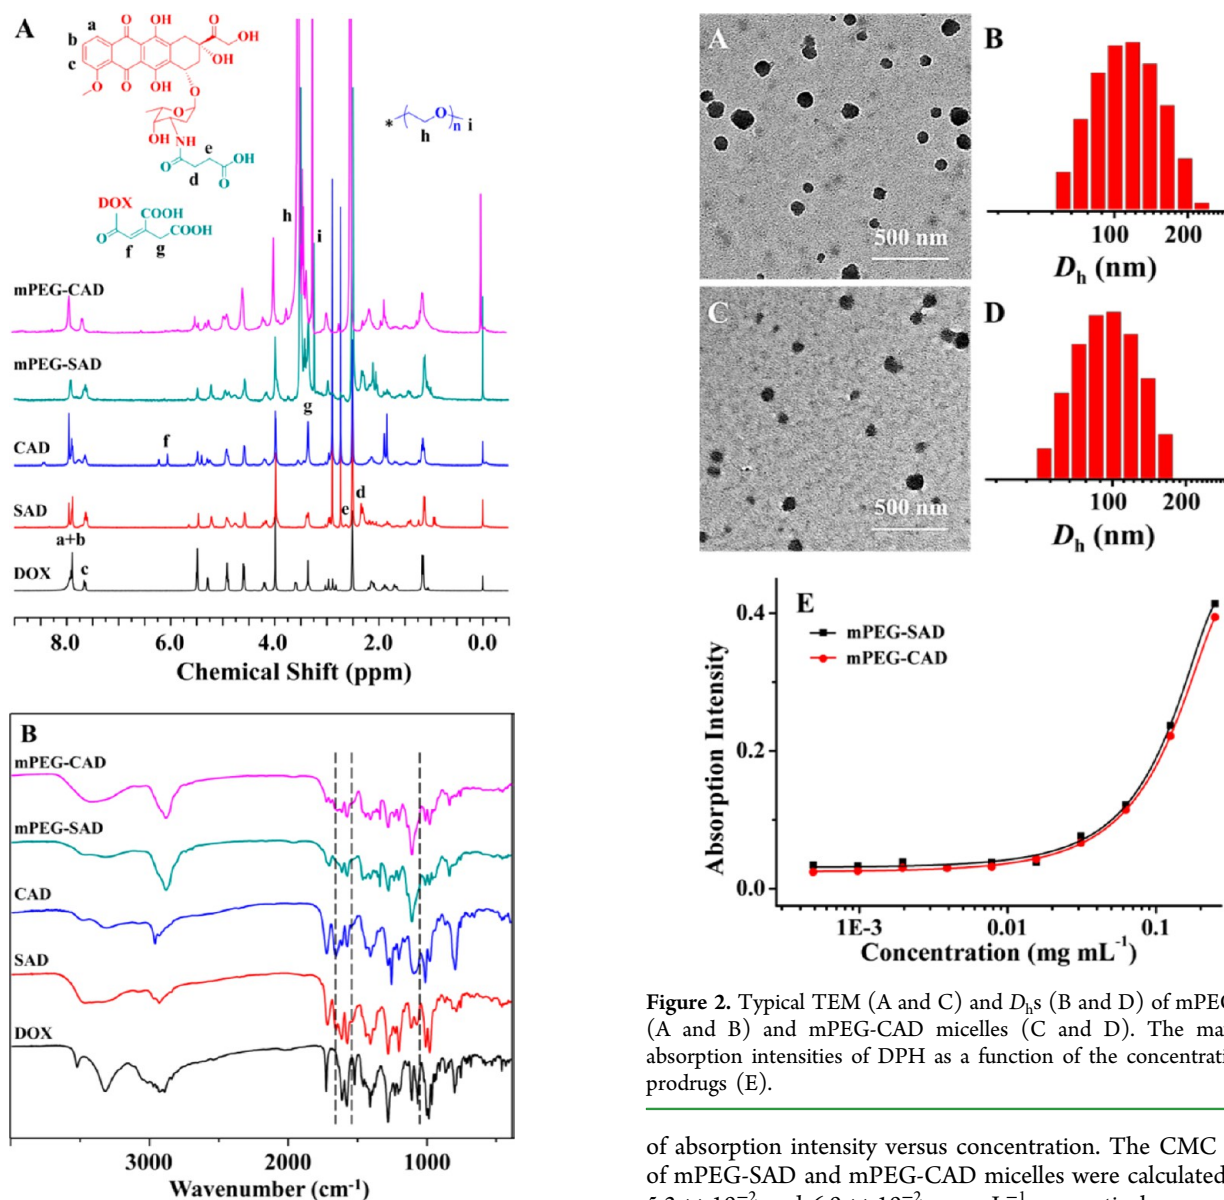 A
a
b
c
O
OH
O
OH
OH
O
OH
O
O
O
OH
NH
O
e
OH
O
d
O
DOX
COOH
COOH
O
f
g
* O n i
h
h
i
mPEG-CAD
mPEG-SAD
g
CAD
f
SAD
d
e
a+b
DOX
c
8.0 6.0 4.0 2.0 0.0
Chemical Shift (ppm)
B
mPEG-CAD
mPEG-SAD
CAD
SAD
DOX
3000 2000 1000
Wavenumber (cm⁻¹)
A
500 nm
B
100 200
Dₕ (nm)
C
500 nm
D
100 200
Dₕ (nm)
E
mPEG-SAD
mPEG-CAD
0.4
0.2
0.0
Absorption Intensity
1E-3 0.01 0.1
Concentration (mg mL⁻¹)
Figure 2. Typical TEM (A and C) and Dₕs (B and D) of mPEG
(A and B) and mPEG-CAD micelles (C and D). The
absorption intensities of DPH as a function of the
prodrugs (E).
of absorption intensity versus concentration. The CMC
of mPEG-SAD and mPEG-CAD micelles were calculated